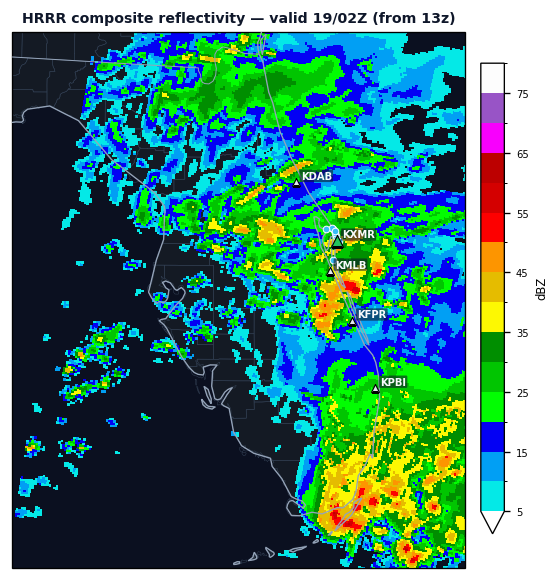 HRRR composite reflectivity — valid 19/02Z (from 13z)
KDAB
KXMR
KMLB
KFPR
KPBI
75
65
55
45
35
25
15
5
dBZ